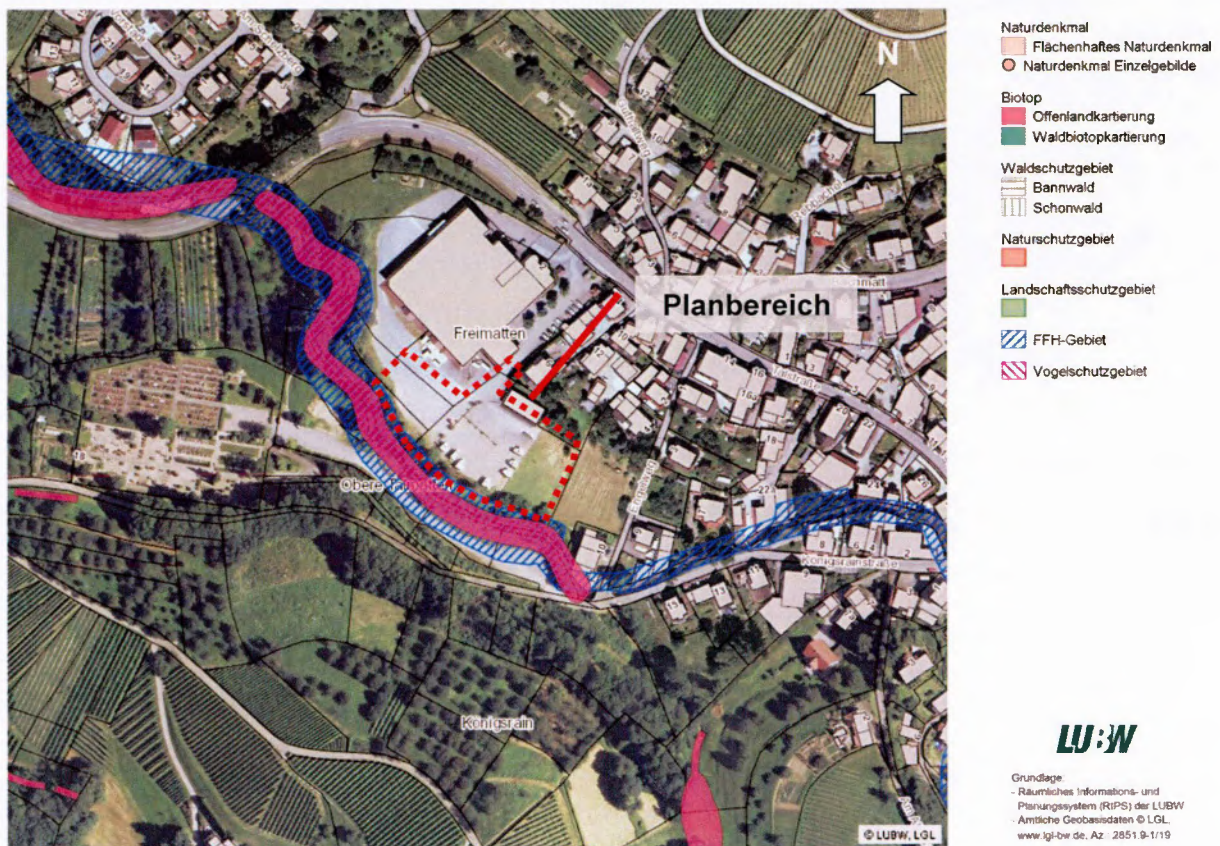 N
Planbereich
Freimatten
Talstraße
Königsrainstraße
Königsrain
© LUBW, LGL
Naturdenkmal
Flächenhaftes Naturdenkmal
Naturdenkmal Einzelgebilde
Biotop
Offenlandkartierung
Waldbiotopkartierung
Waldschutzgebiet
Bannwald
Schonwald
Naturschutzgebiet
Landschaftsschutzgebiet
FFH-Gebiet
Vogelschutzgebiet
LUBW
Grundlage:
- Räumliches Informations- und
Planungssystem (RIPS) der LUBW
- Amtliche Geobasisdaten © LGL,
www.lgl-bw.de, Az.: 2851.9-1/19